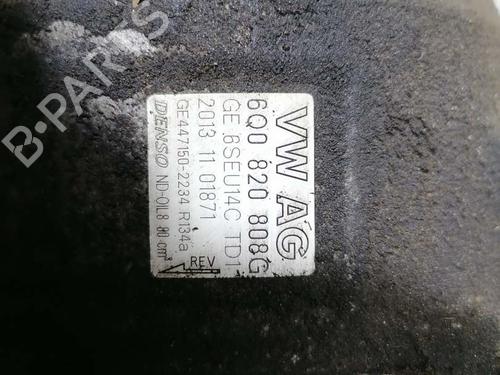 VW AG
6Q0 820 808G
GE 6SEU14C TD1
2013 11 01871
GE447150-2234 R134a
DENSO ND-OIL8 80 cm³
REV
B-PARTS